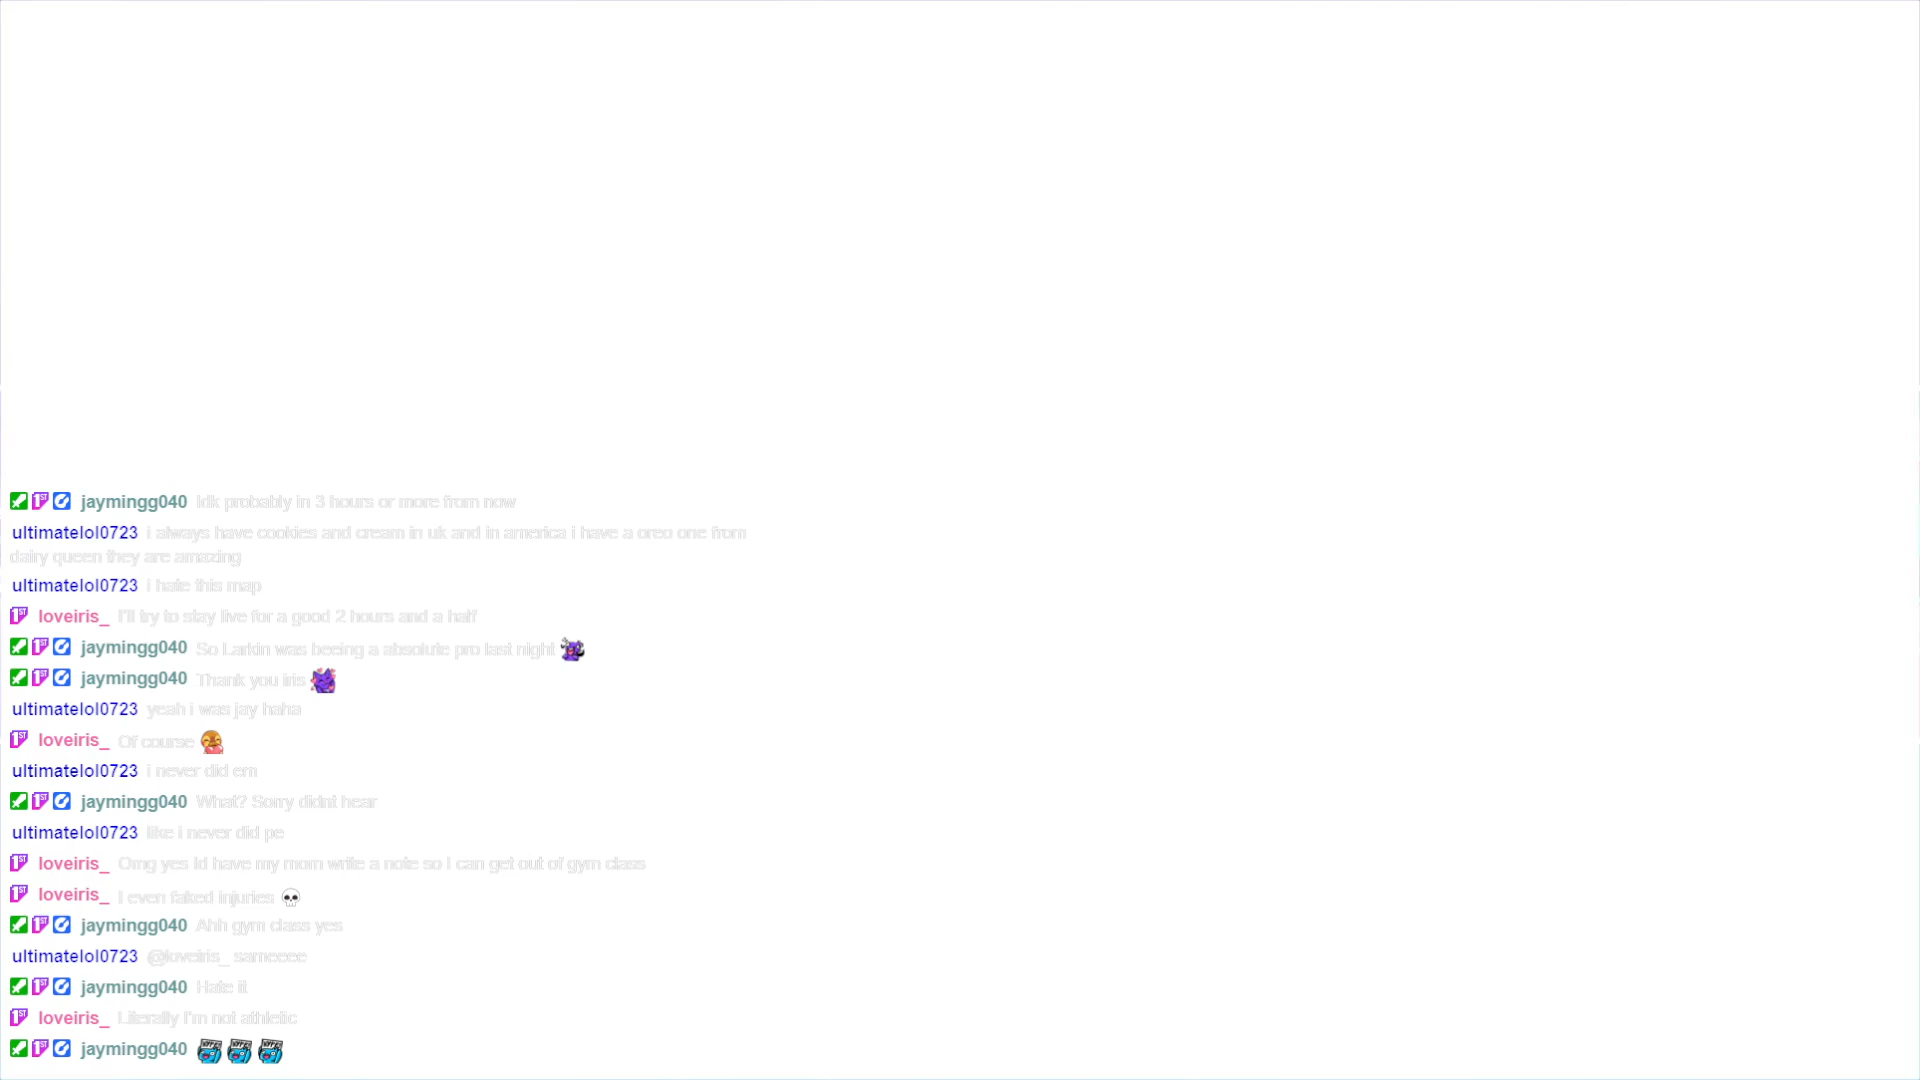 jaymingg040 Idk probably in 3 hours or more from now
ultimatelol0723 i always have cookies and cream in uk and in america i have a oreo one from
dairy queen they are amazing
ultimatelol0723 i hate this map
loveiris_ I'll try to stay live for a good 2 hours and a half
jaymingg040 So Larkin was beeing a absolute pro last night
jaymingg040 Thank you iris
ultimatelol0723 yeah i was jay haha
loveiris_ Of course
ultimatelol0723 i never did em
jaymingg040 What? Sorry didnt hear
ultimatelol0723 like i never did pe
loveiris_ Omg yes Id have my mom write a note so I can get out of gym class
loveiris_ I even faked injuries
jaymingg040 Ahh gym class yes
ultimatelol0723 @loveiris_ sameeee
jaymingg040 Hate it
loveiris_ Literally I'm not athletic
jaymingg040